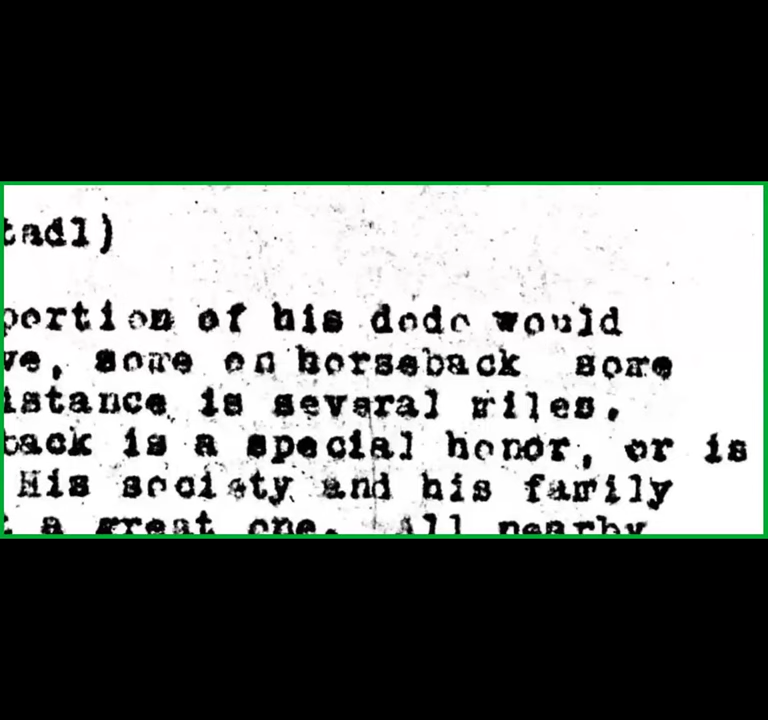 tadl)
portion of his dodo would
ve, some on horseback some
istance is several miles.
back is a special honor, or is
His society and his family
a great one. All nearby